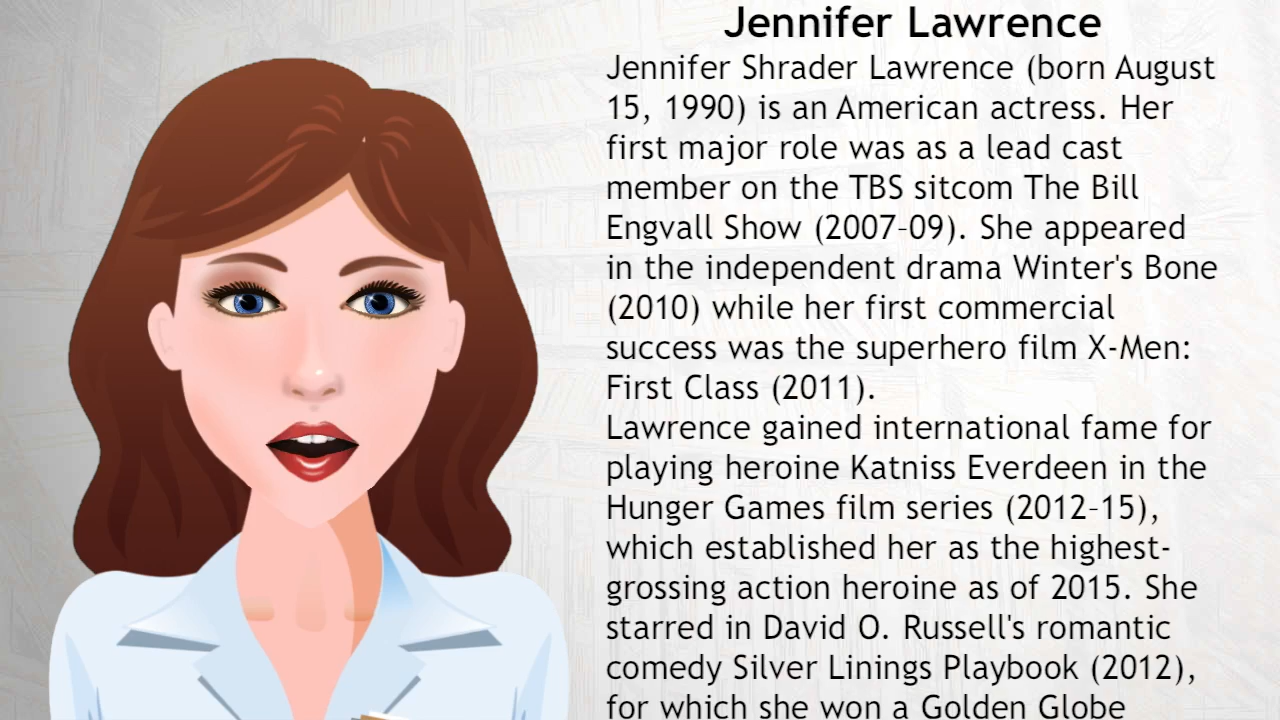 Jennifer Lawrence
Jennifer Shrader Lawrence (born August
15, 1990) is an American actress. Her
first major role was as a lead cast
member on the TBS sitcom The Bill
Engvall Show (2007–09). She appeared
in the independent drama Winter's Bone
(2010) while her first commercial
success was the superhero film X-Men:
First Class (2011).
Lawrence gained international fame for
playing heroine Katniss Everdeen in the
Hunger Games film series (2012–15),
which established her as the highest-
grossing action heroine as of 2015. She
starred in David O. Russell's romantic
comedy Silver Linings Playbook (2012),
for which she won a Golden Globe